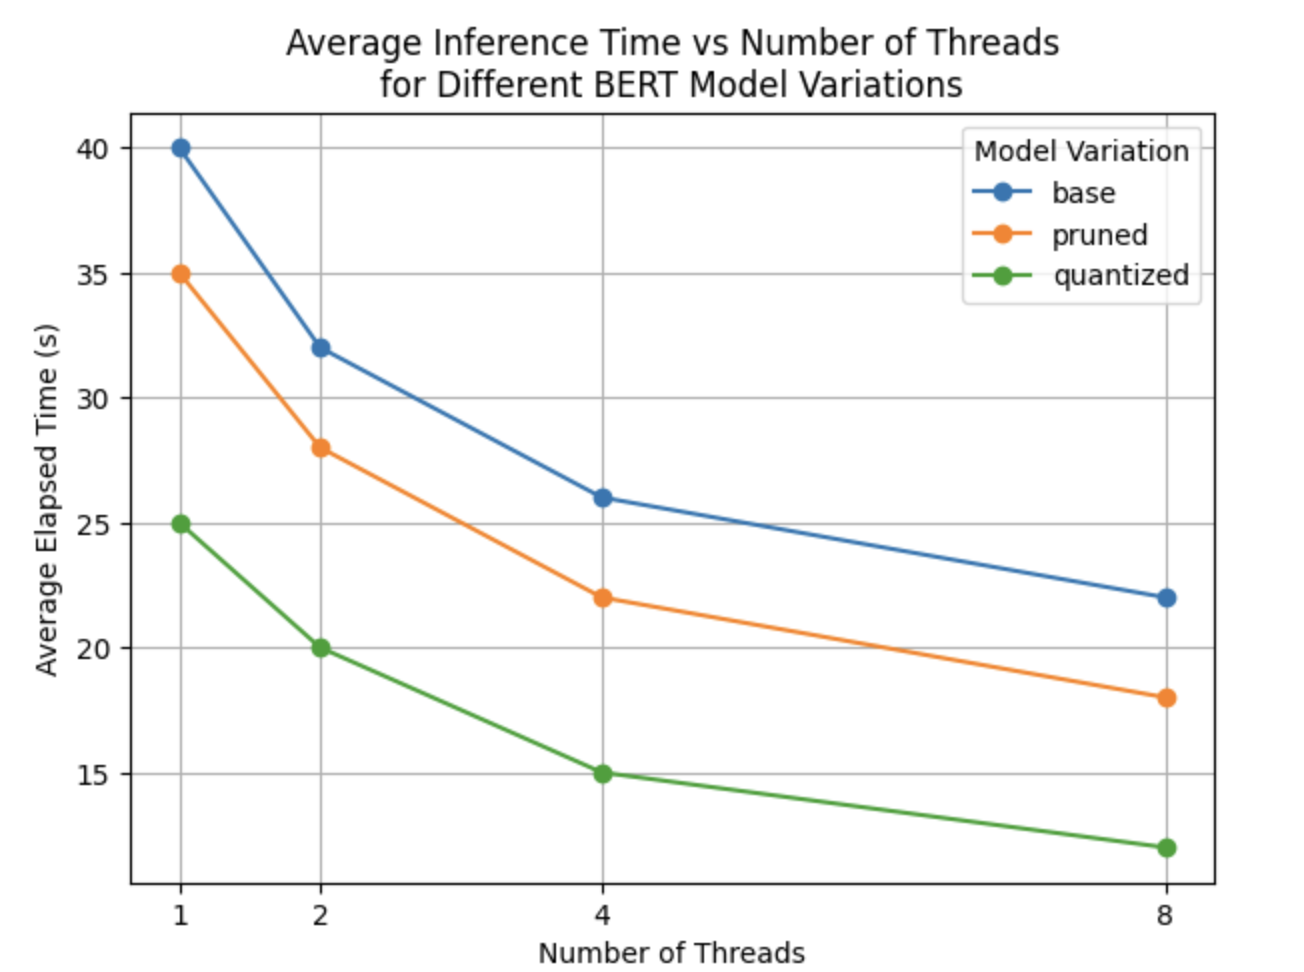 Average Inference Time vs Number of Threads
for Different BERT Model Variations
Model Variation
base
pruned
quantized
Average Elapsed Time (s)
40
35
30
25
20
15
1 2 4 8
Number of Threads